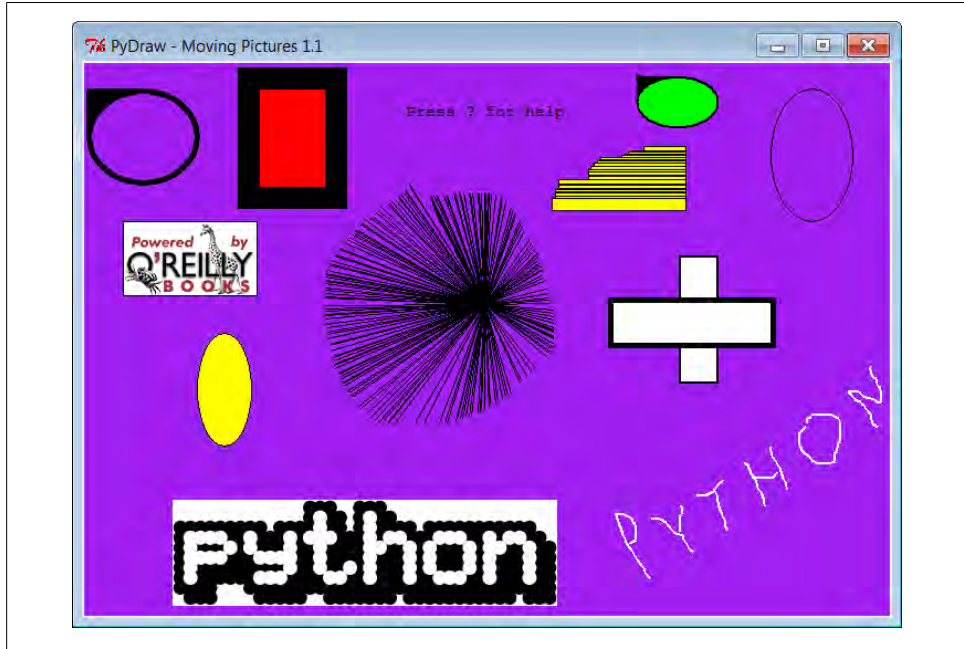 PyDraw - Moving Pictures 1.1
Press ? for help
Powered by
O'REILLY
BOOKS
PYTHON
python